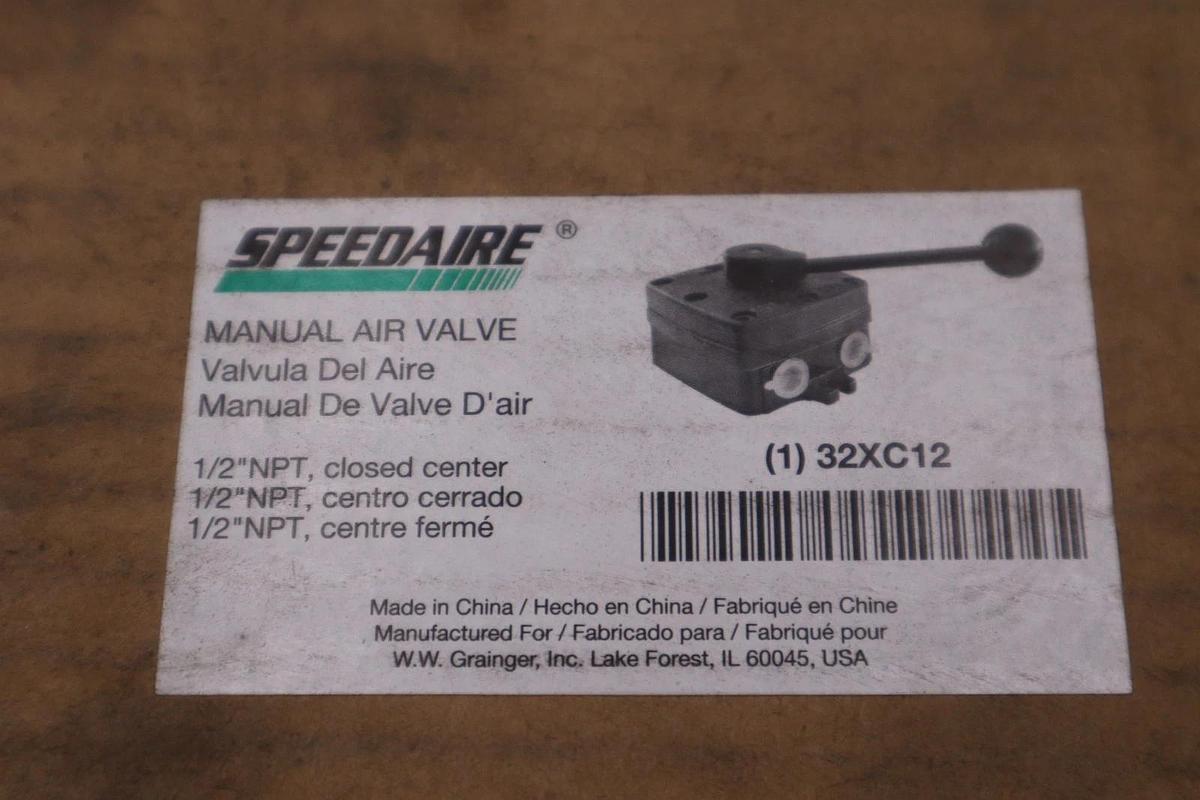 SPEEDAIRE®
MANUAL AIR VALVE
Valvula Del Aire
Manual De Valve D'air
1/2"NPT, closed center
1/2"NPT, centro cerrado
1/2"NPT, centre fermé
(1) 32XC12
Made in China / Hecho en China / Fabriqué en Chine
Manufactured For / Fabricado para / Fabriqué pour
W.W. Grainger, Inc. Lake Forest, IL 60045, USA